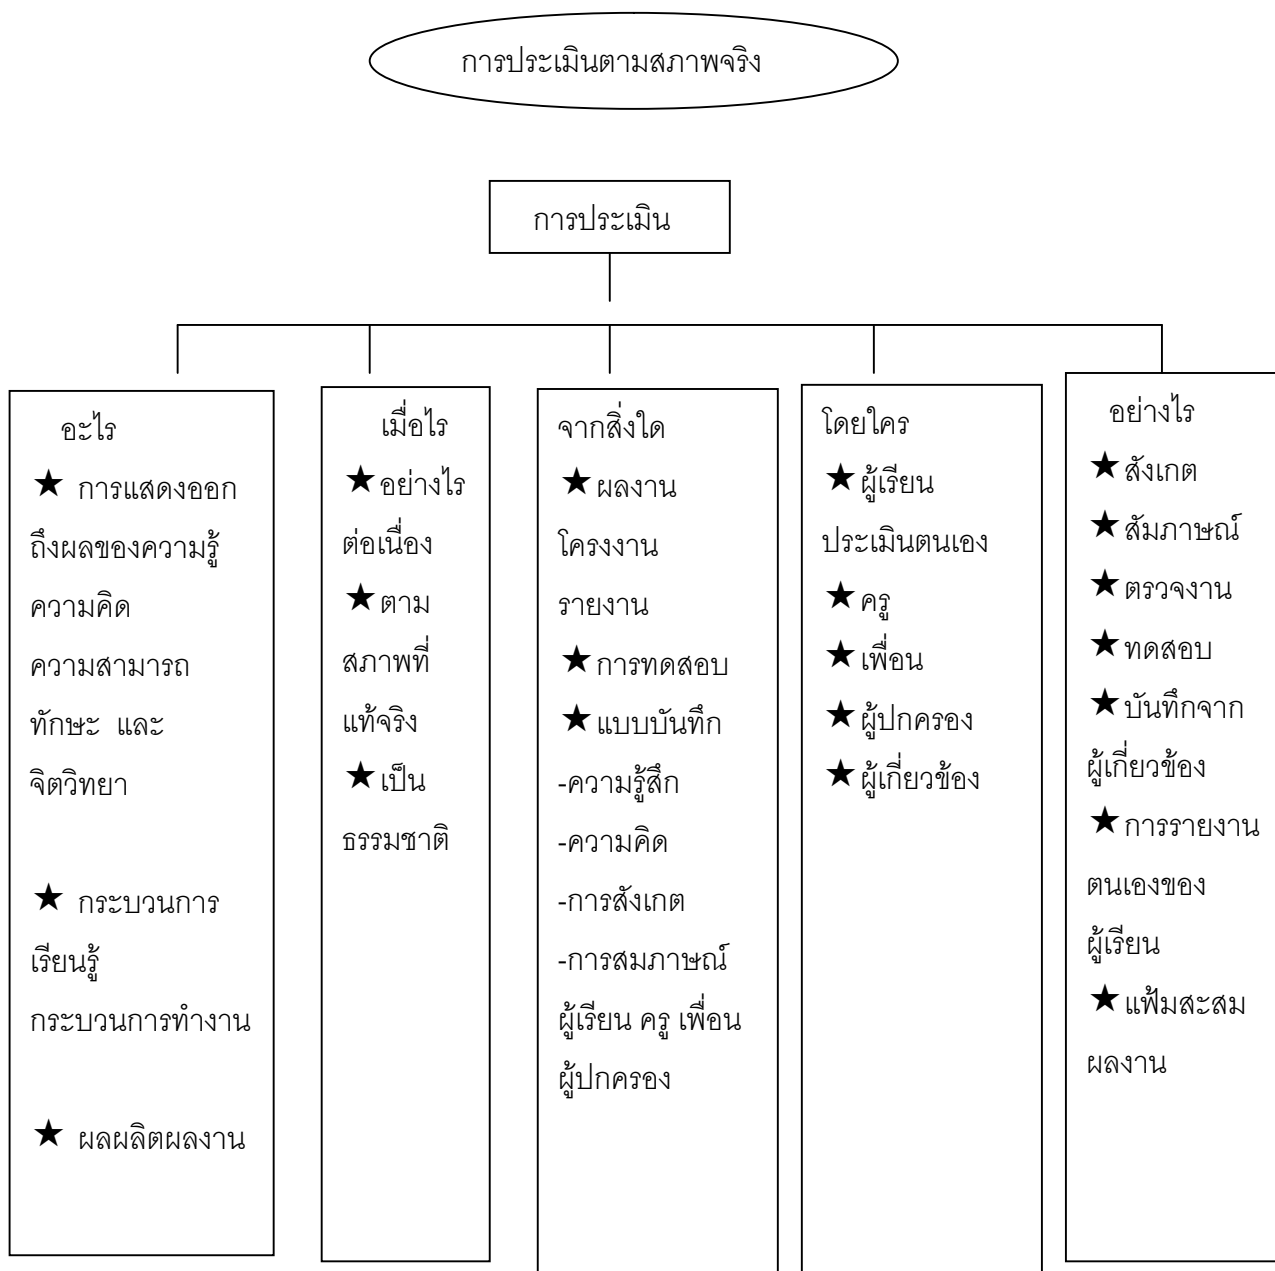 การประเมินตามสภาพจริง
การประเมิน
อะไร
★ การแสดงออก
ถึงผลของความรู้
ความคิด
ความสามารถ
ทักษะ และ
จิตวิทยา
★ กระบวนการ
เรียนรู้
กระบวนการทำงาน
★ ผลผลิตผลงาน
เมื่อไร
★อย่างไร
ต่อเนื่อง
★ตาม
สภาพที่
แท้จริง
★เป็น
ธรรมชาติ
จากสิ่งใด
★ผลงาน
โครงงาน
รายงาน
★การทดสอบ
★แบบบันทึก
-ความรู้สึก
-ความคิด
-การสังเกต
-การสมภาษณ์
ผู้เรียน ครู เพื่อน
ผู้ปกครอง
โดยใคร
★ผู้เรียน
ประเมินตนเอง
★ครู
★เพื่อน
★ผู้ปกครอง
★ผู้เกี่ยวข้อง
อย่างไร
★สังเกต
★สัมภาษณ์
★ตรวจงาน
★ทดสอบ
★บันทึกจาก
ผู้เกี่ยวข้อง
★การรายงาน
ตนเองของ
ผู้เรียน
★แฟ้มสะสม
ผลงาน